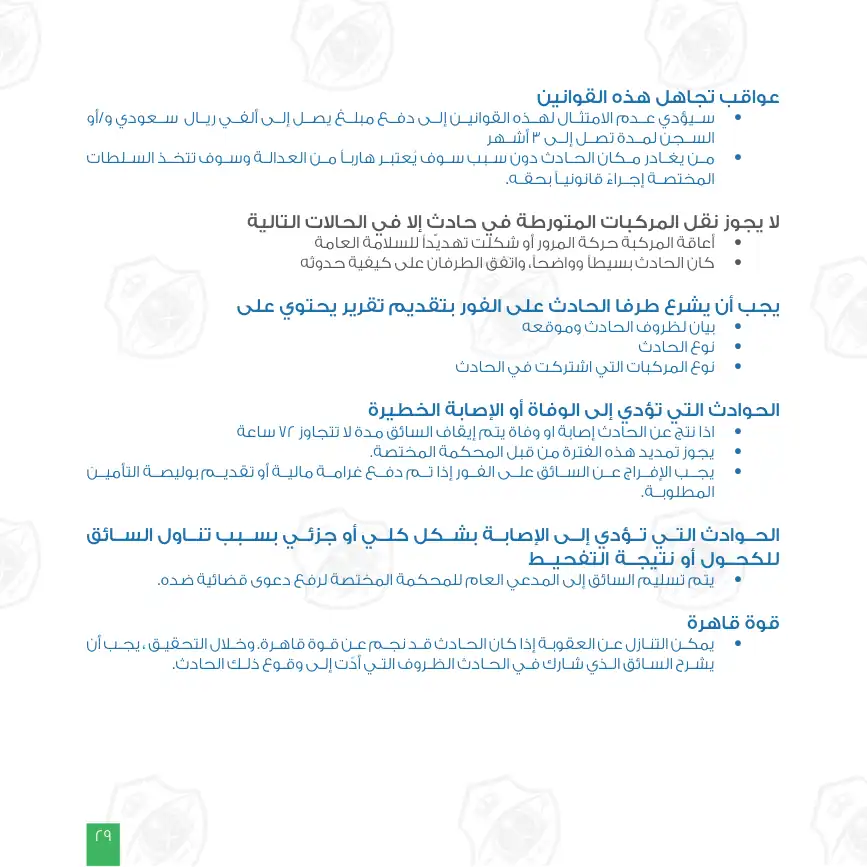 عواقب تجاهل هذه القوانين
• سيؤدي عدم الامتثال لهذه القوانين إلى دفع مبلغ يصل إلى ألفي ريال سعودي و/أو
السجن لمدة تصل إلى ٣ أشهر
• من يغادر مكان الحادث دون سبب سوف يُعتبر هارباً من العدالة وسوف تتخذ السلطات
المختصة إجراءً قانونياً بحقه.
لا يجوز نقل المركبات المتورطة في حادث إلا في الحالات التالية
• أعاقة المركبة حركة المرور أو شكلت تهديّداً للسلامة العامة
• كان الحادث بسيطاً وواضحاً، واتفق الطرفان على كيفية حدوثه
يجب أن يشرع طرفا الحادث على الفور بتقديم تقرير يحتوي على
• بيان لظروف الحادث وموقعه
• نوع الحادث
• نوع المركبات التي اشتركت في الحادث
الحوادث التي تؤدي إلى الوفاة أو الإصابة الخطيرة
• اذا نتج عن الحادث إصابة او وفاة يتم إيقاف السائق مدة لا تتجاوز ٧٢ ساعة
• يجوز تمديد هذه الفترة من قبل المحكمة المختصة.
• يجب الإفراج عن السائق على الفور إذا تم دفع غرامة مالية أو تقديم بوليصة التأمين
المطلوبة.
الحوادث التي تؤدي إلى الإصابة بشكل كلي أو جزئي بسبب تناول السائق
للكحول أو نتيجة التفحيط
• يتم تسليم السائق إلى المدعي العام للمحكمة المختصة لرفع دعوى قضائية ضده.
قوة قاهرة
• يمكن التنازل عن العقوبة إذا كان الحادث قد نجم عن قوة قاهرة. وخلال التحقيق ، يجب أن
يشرح السائق الذي شارك في الحادث الظروف التي أدّت إلى وقوع ذلك الحادث.
٢٩